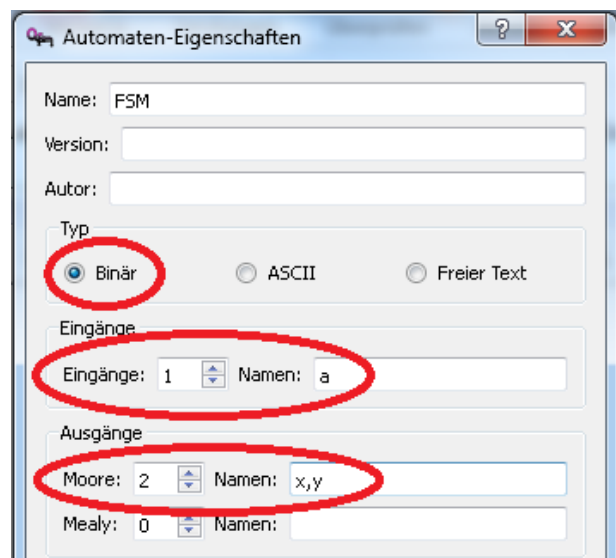 Automaten-Eigenschaften
Name: FSM
Version:
Autor:
Typ
Binär ASCII Freier Text
Eingänge
Eingänge: 1 Namen: a
Ausgänge
Moore: 2 Namen: x,y
Mealy: 0 Namen: